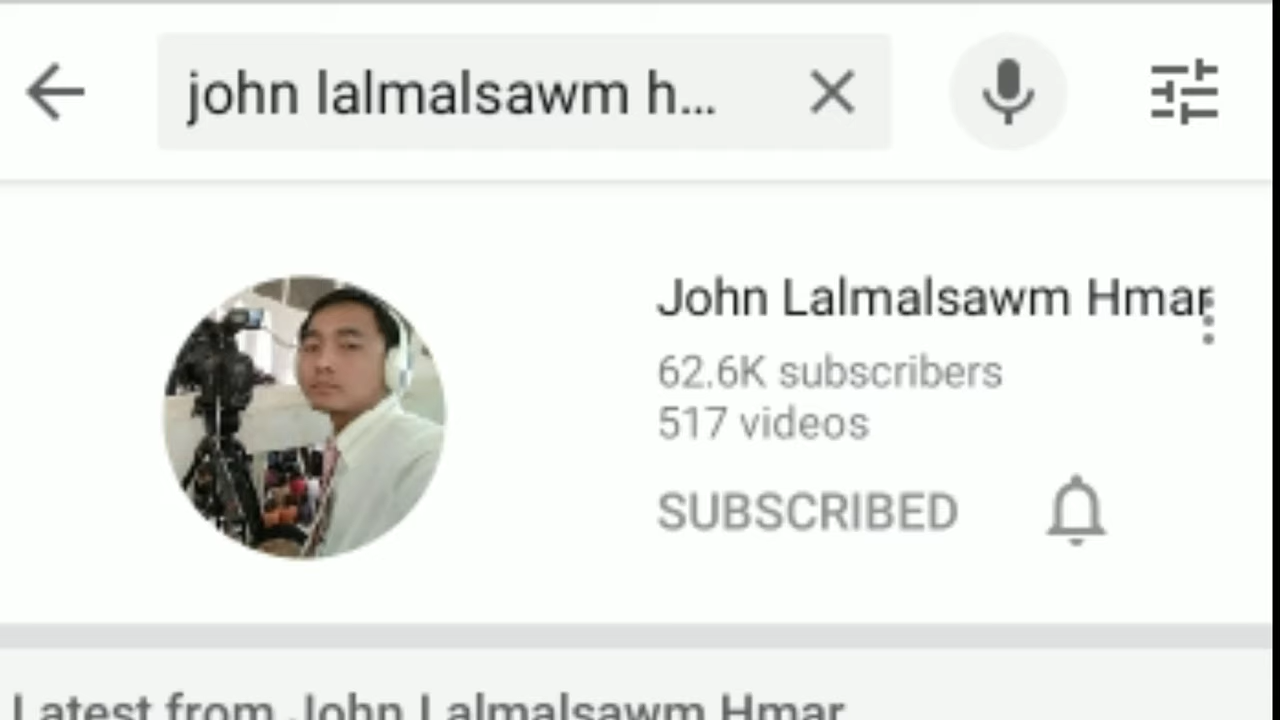 john lalmalsawm h...
John Lalmalsawm Hmar
62.6K subscribers
517 videos
SUBSCRIBED
Latest from John Lalmalsawm Hmar